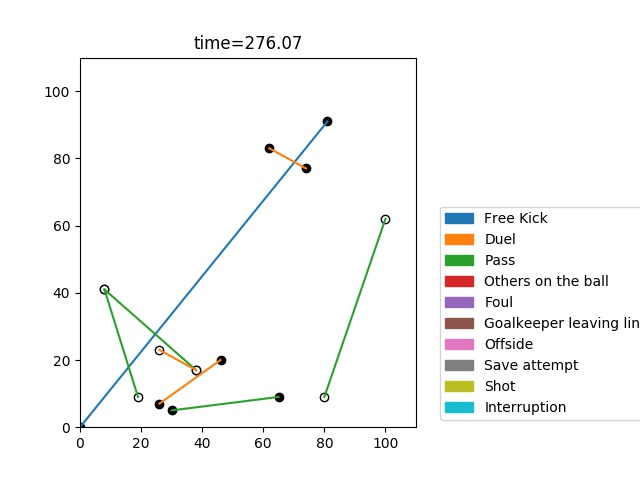 time=276.07
100
80
60
40
20
0
0 20 40 60 80 100
Free Kick
Duel
Pass
Others on the ball
Foul
Goalkeeper leaving lin
Offside
Save attempt
Shot
Interruption